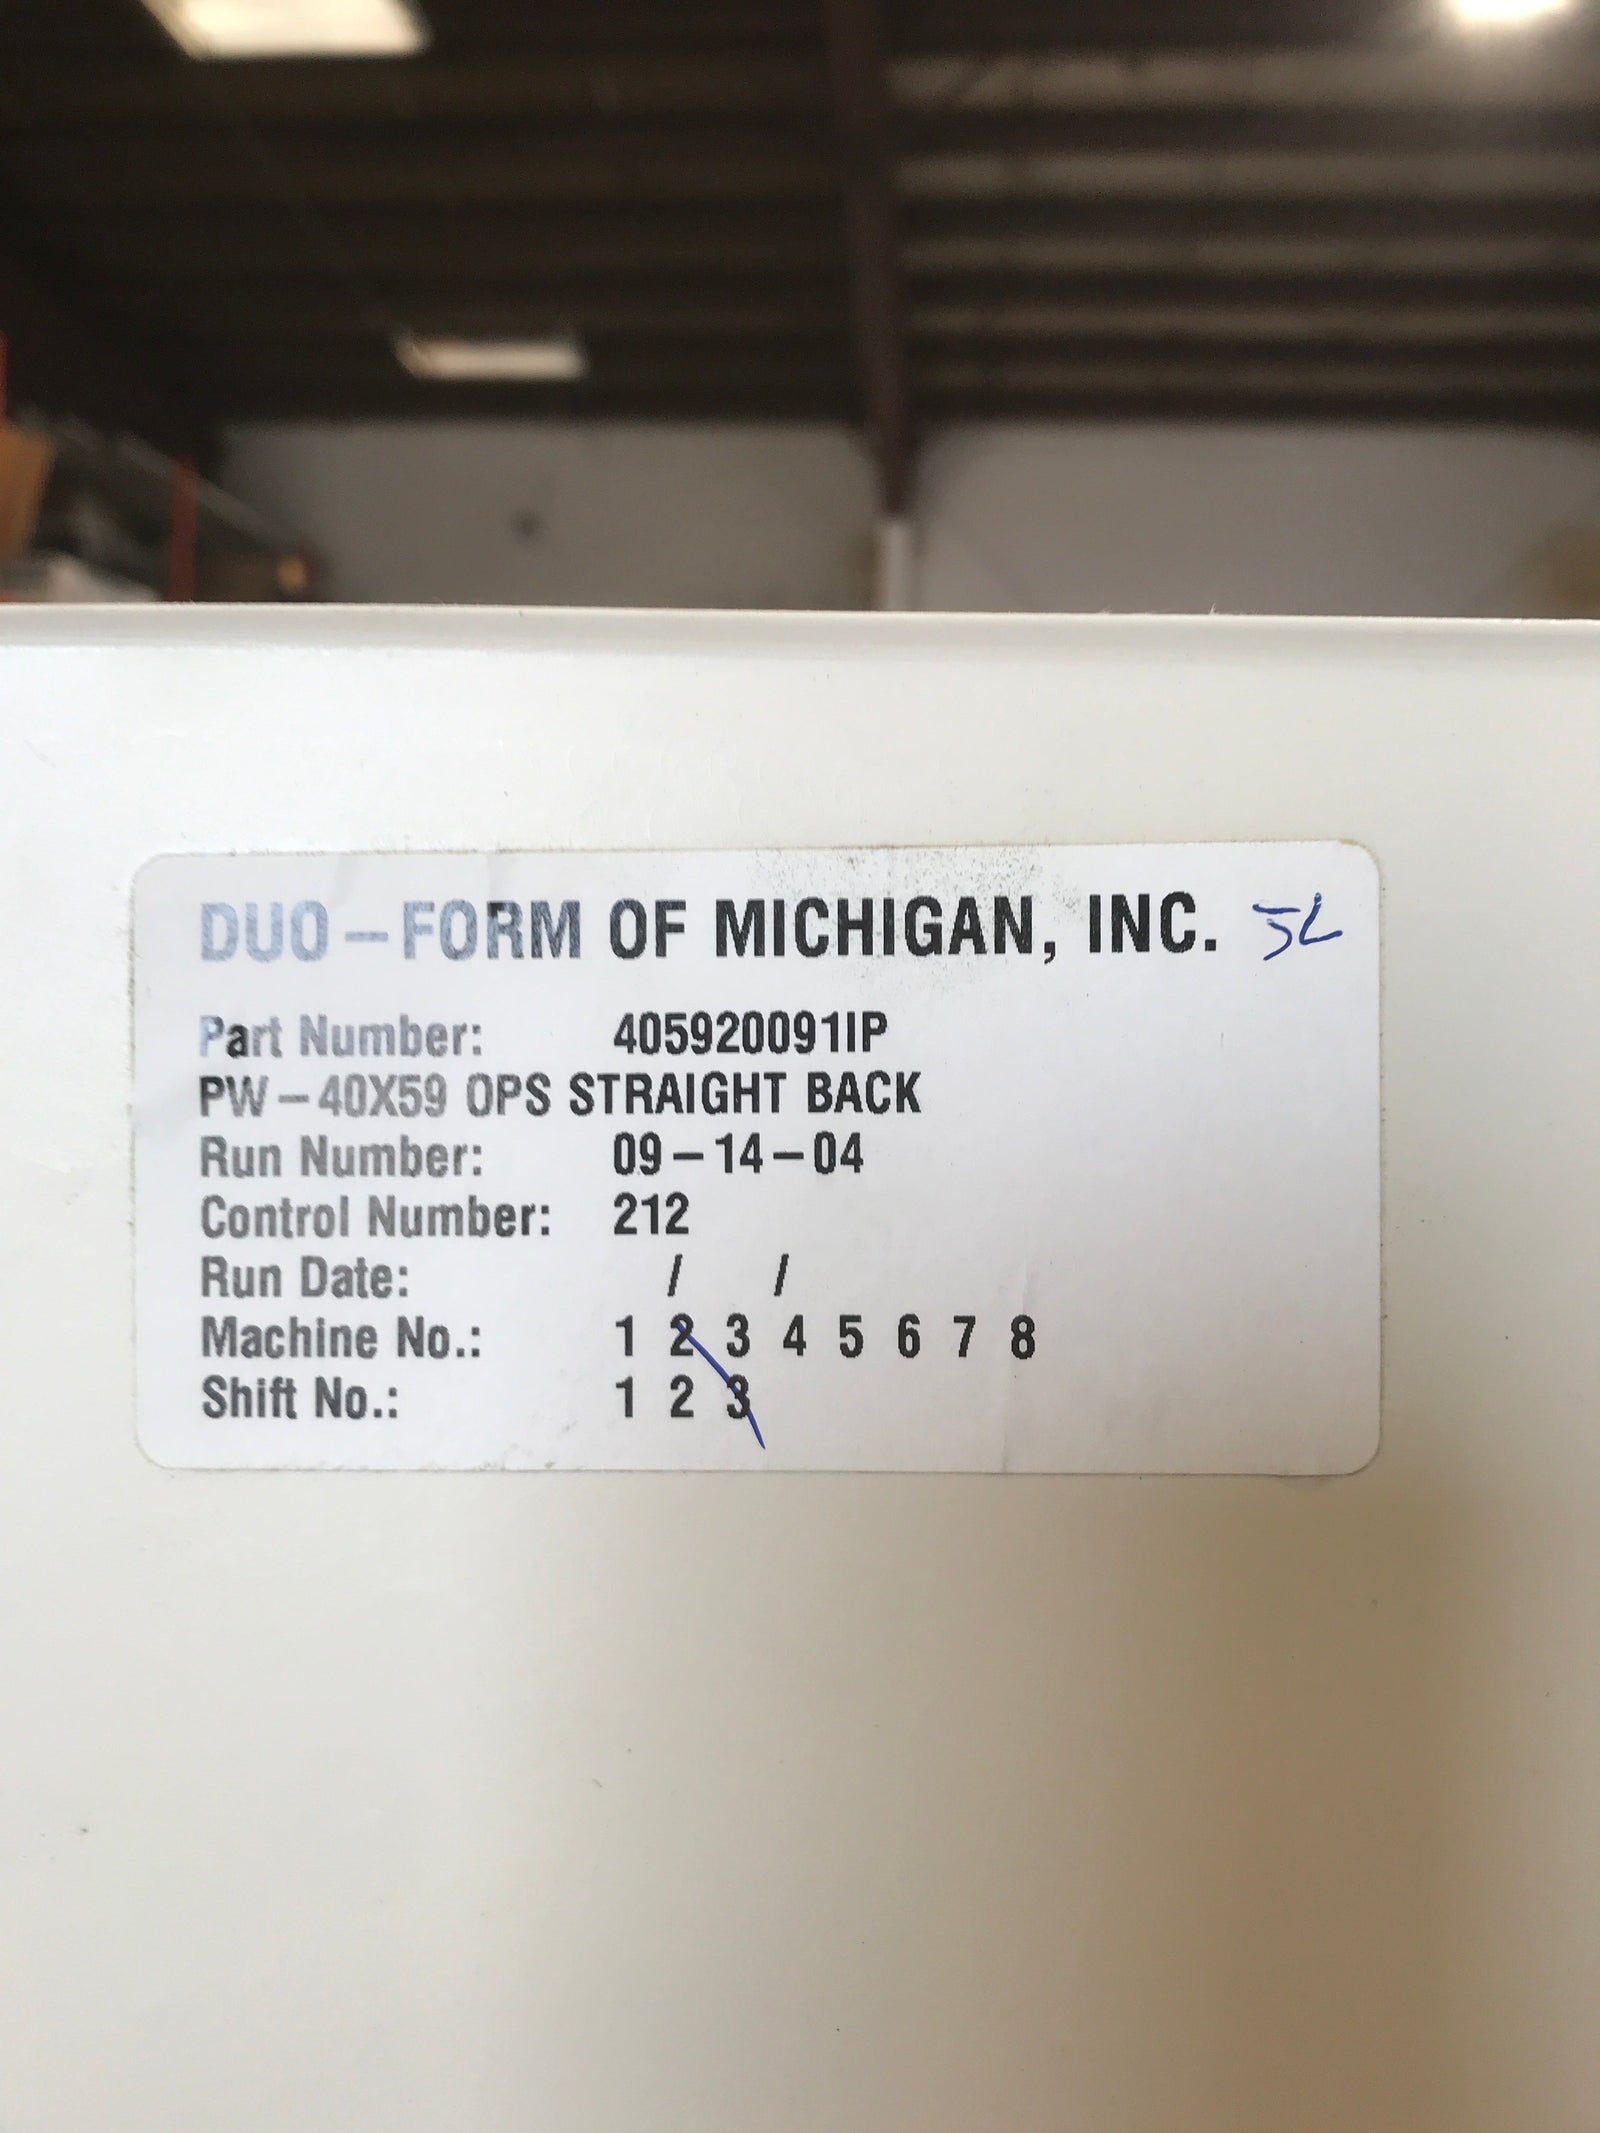 DUO-FORM OF MICHIGAN, INC.
Part Number: 405920091IP
PW-40X59 OPS STRAIGHT BACK
Run Number: 09-14-04
Control Number: 212
Run Date: / /
Machine No.: 1 2 3 4 5 6 7 8
Shift No.: 1 2 3